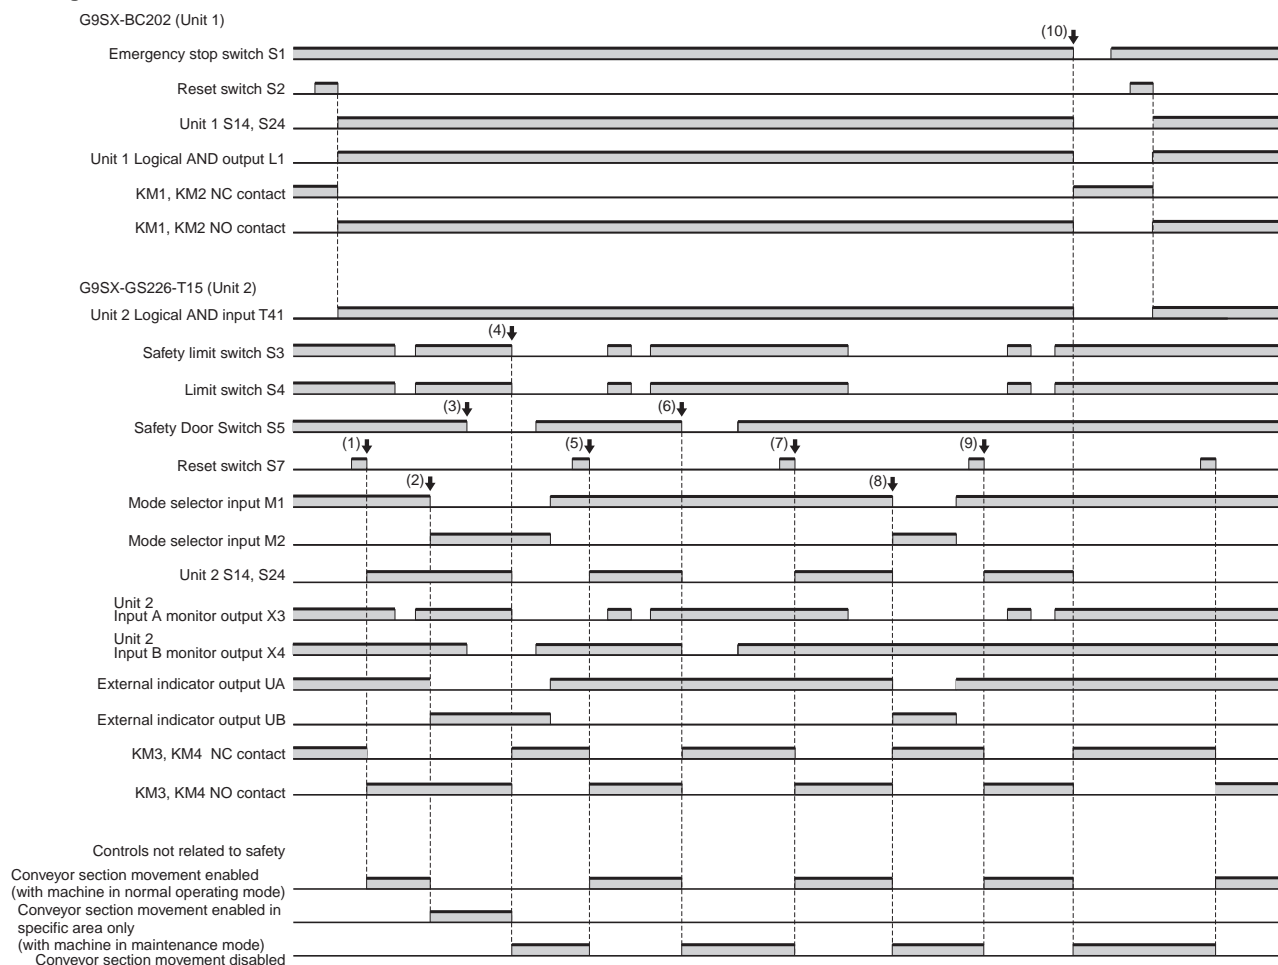 G9SX-BC202 (Unit 1)
(10)
Emergency stop switch S1
Reset switch S2
Unit 1 S14, S24
Unit 1 Logical AND output L1
KM1, KM2 NC contact
KM1, KM2 NO contact
G9SX-GS226-T15 (Unit 2)
Unit 2 Logical AND input T41
(4)
Safety limit switch S3
Limit switch S4
(3)
(6)
Safety Door Switch S5
(1)
(5)
(7)
(9)
Reset switch S7
(2)
(8)
Mode selector input M1
Mode selector input M2
Unit 2 S14, S24
Unit 2
Input A monitor output X3
Unit 2
Input B monitor output X4
External indicator output UA
External indicator output UB
KM3, KM4 NC contact
KM3, KM4 NO contact
Controls not related to safety
Conveyor section movement enabled
(with machine in normal operating mode)
Conveyor section movement enabled in
specific area only
(with machine in maintenance mode)
Conveyor section movement disabled